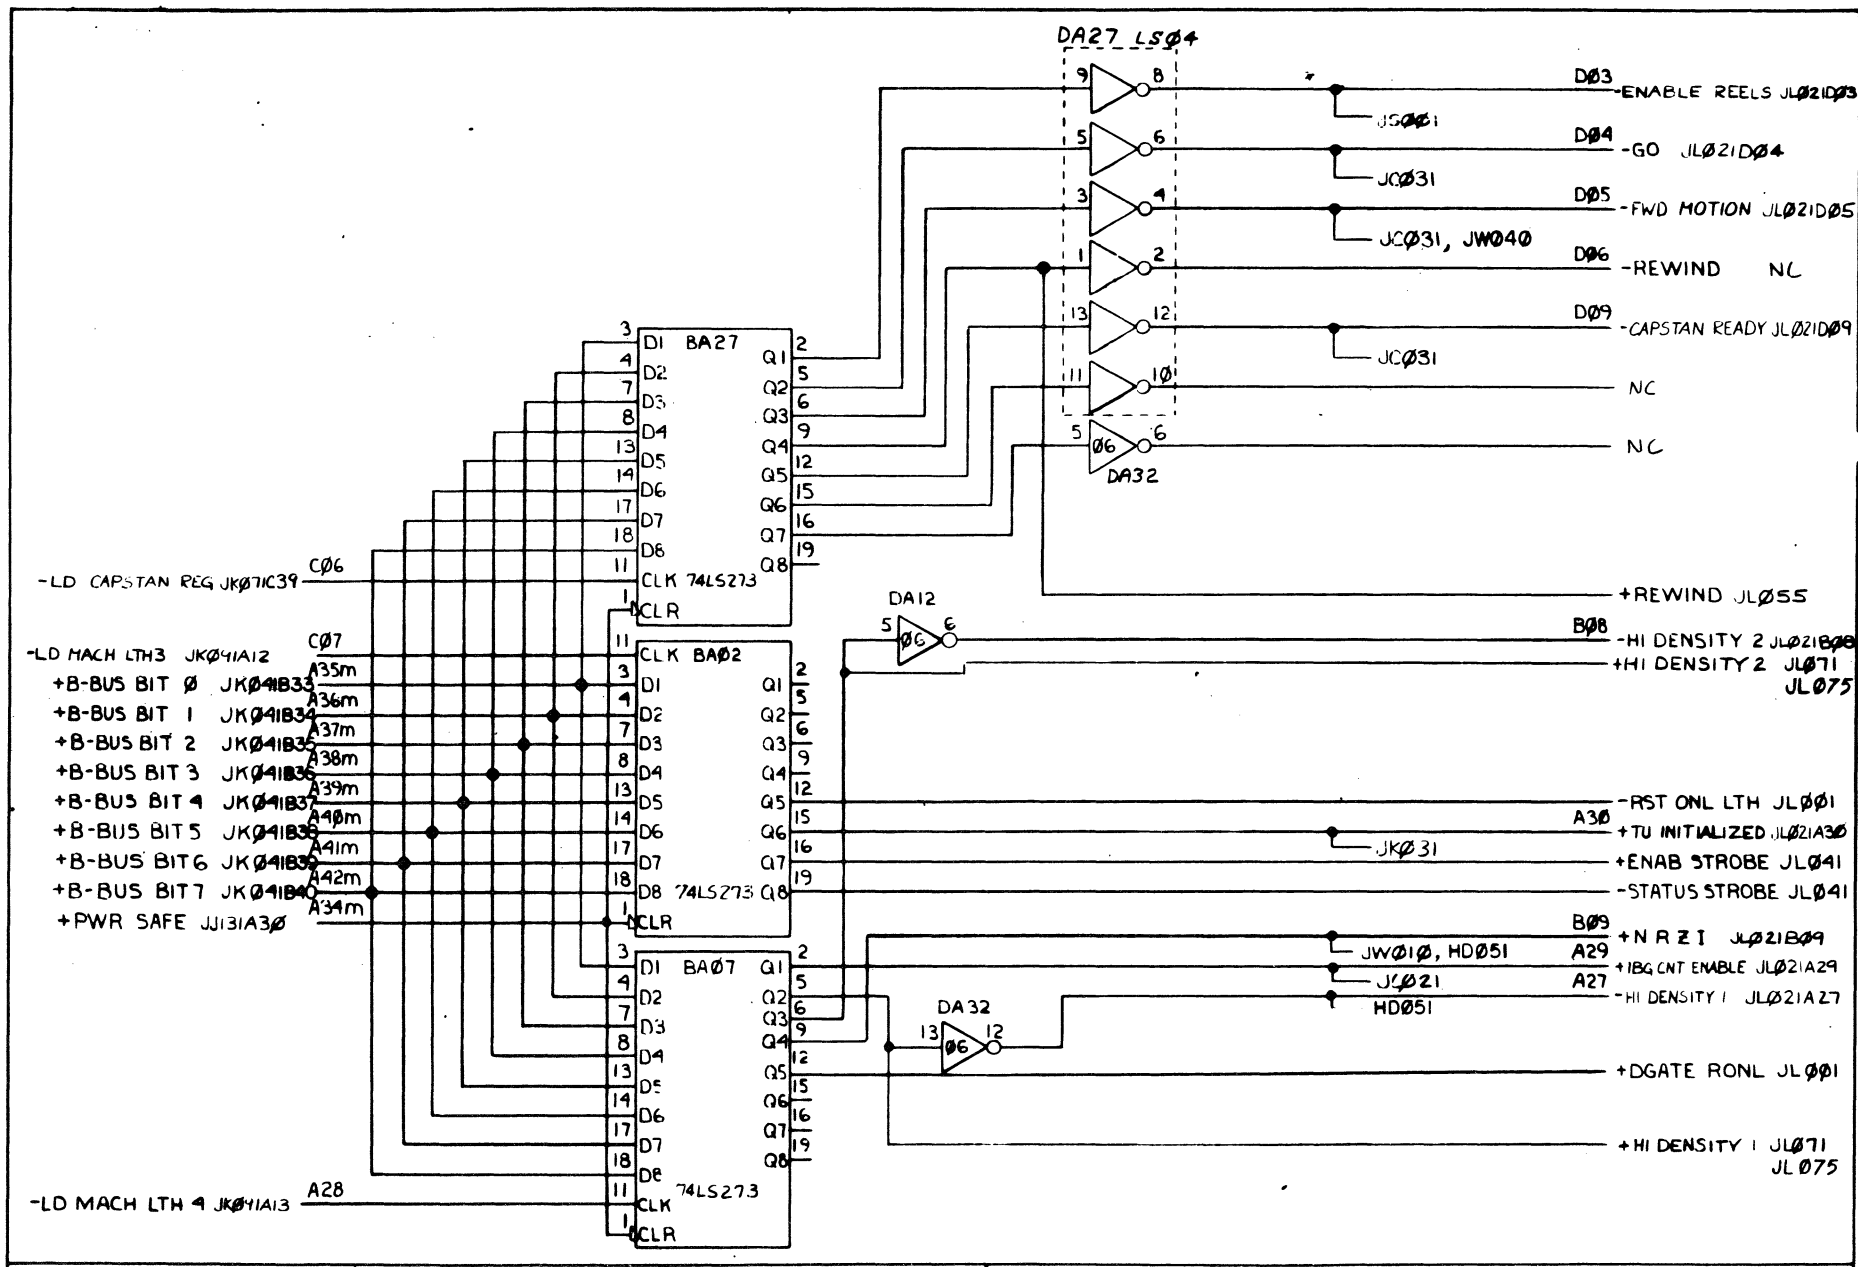 DA27 LSØ4
9 8 DØ3 -ENABLE REELS JLØ21DØ3
5 6 DØ4 -GO JLØ21DØ4
JCØ31
3 4 DØ5 -FWD MOTION JLØ21DØ5
JCØ31, JWØ40
1 2 DØ6 -REWIND NC
13 12 DØ9 -CAPSTAN READY JLØ21DØ9
JCØ31
11 1Ø NC
5 Ø6 6 NC
DA32
BA27
3 D1 Q1 2
4 D2 Q2 5
7 D3 Q3 6
8 D4 Q4 9
13 D5 Q5 12
14 D6 Q6 15
17 D7 Q7 16
18 D8 Q8 19
-LD CAPSTAN REG JKØ71C39 CØ6 11 CLK 74LS273
1 CLR
+REWIND JLØ55
DA12
5 Ø6 6 BØ8 -HI DENSITY 2 JLØ21BØ8
+HI DENSITY 2 JLØ71
JLØ75
-LD MACH LTH3 JKØ41A12 CØ7 11 CLK BAØ2
+B-BUS BIT Ø JKØ41B33 A35m 3 D1 Q1 2
+B-BUS BIT 1 JKØ41B34 A36m 4 D2 Q2 5
+B-BUS BIT 2 JKØ41B35 A37m 7 D3 Q3 6
+B-BUS BIT 3 JKØ41B36 A38m 8 D4 Q4 9
+B-BUS BIT 4 JKØ41B37 A39m 13 D5 Q5 12 -RST ONL LTH JLØØ1
+B-BUS BIT 5 JKØ41B38 A4Øm 14 D6 Q6 15 A3Ø +TU INITIALIZED JLØ21A3Ø
JKØ31
+B-BUS BIT 6 JKØ41B39 A41m 17 D7 Q7 16 +ENAB STROBE JLØ41
+B-BUS BIT 7 JKØ41B4Ø A42m 18 D8 74LS273 Q8 19 -STATUS STROBE JLØ41
+PWR SAFE JJ131A3Ø A34m 1 CLR
BØ9 +NRZI JLØ21BØ9
JWØ1Ø, HDØ51
BAØ7
3 D1 Q1 2 A29 +IBG CNT ENABLE JLØ21A29
4 D2 Q2 5 A27 -HI DENSITY 1 JLØ21A27
HDØ51
7 D3 Q3 6
DA32
13 Ø6 12
8 D4 Q4 9
13 D5 Q5 12 +DGATE RONL JLØØ1
14 D6 Q6 15
17 D7 Q7 16
18 D8 Q8 19
+HI DENSITY 1 JLØ71
JLØ75
74LS273
-LD MACH LTH 4 JKØ41A13 A28 11 CLK
1 CLR